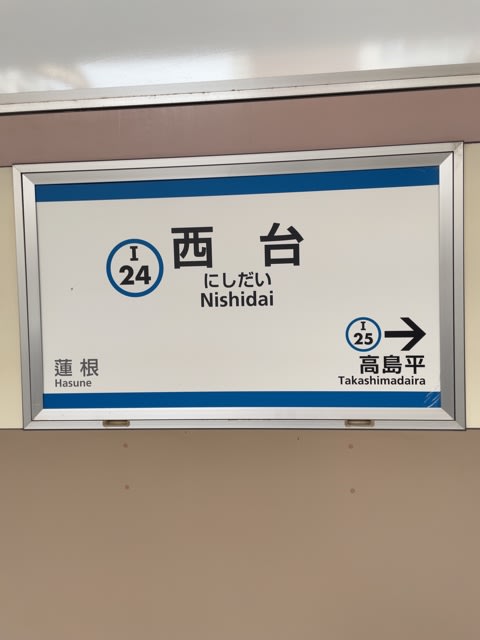 I
24
西 台
にしだい
Nishidai
I
25
高島平
Takashimadaira
蓮根
Hasune